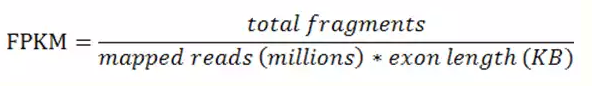 FPKM = total fragments / mapped reads (millions) * exon length (KB)